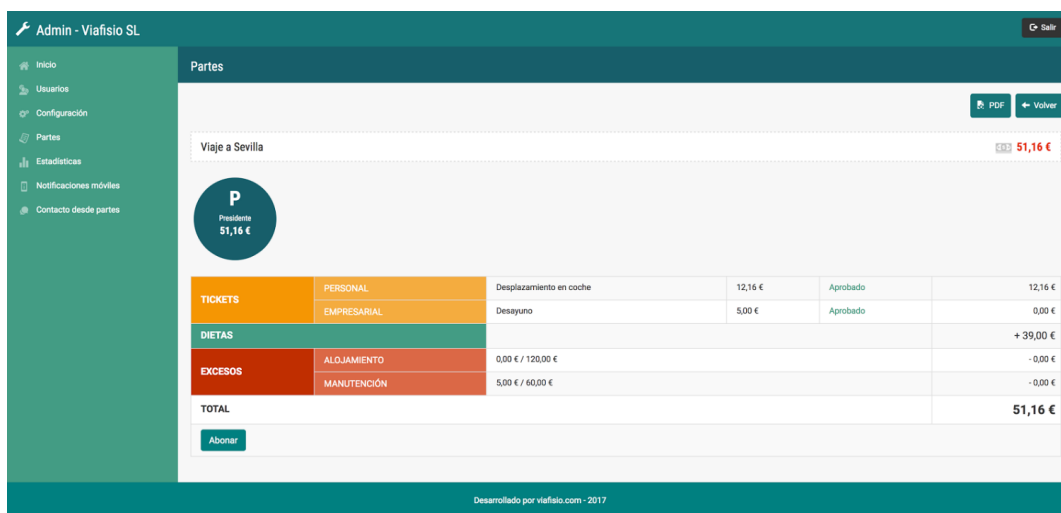 Admin - Viafisio SL
Salir
Inicio
Usuarios
Configuración
Partes
Estadísticas
Notificaciones móviles
Contacto desde partes
Partes
PDF
Volver
Viaje a Sevilla 51,16 €
P
Presidente
51,16 €
TICKETS
PERSONAL Desplazamiento en coche 12,16 € Aprobado 12,16 €
EMPRESARIAL Desayuno 5,00 € Aprobado 0,00 €
DIETAS + 39,00 €
EXCESOS
ALOJAMIENTO 0,00 € / 120,00 € - 0,00 €
MANUTENCIÓN 5,00 € / 60,00 € - 0,00 €
TOTAL 51,16 €
Abonar
Desarrollado por viafisio.com - 2017